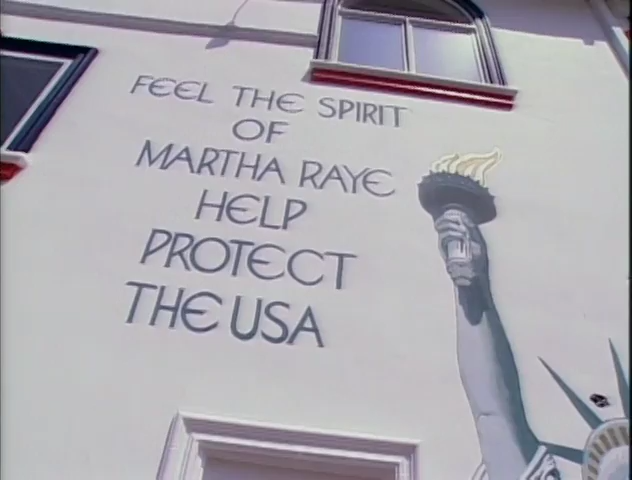 FEEL THE SPIRIT
OF
MARTHA RAYE
HELP
PROTECT
THE USA